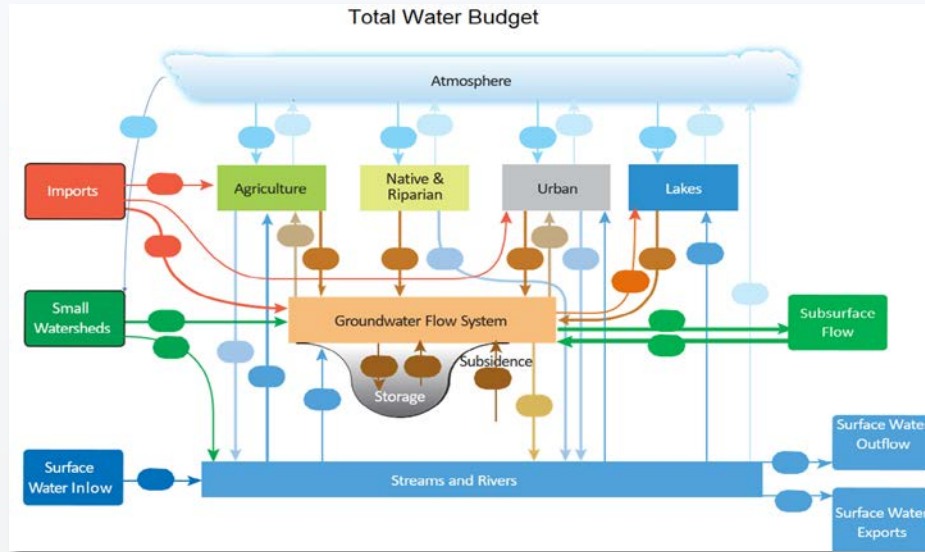 Total Water Budget
Atmosphere
Imports
Agriculture
Native &
Riparian
Urban
Lakes
Small
Watersheds
Groundwater Flow System
Subsurface
Flow
Subsidence
Storage
Surface
Water Inlow
Streams and Rivers
Surface Water
Outflow
Surface Water
Exports